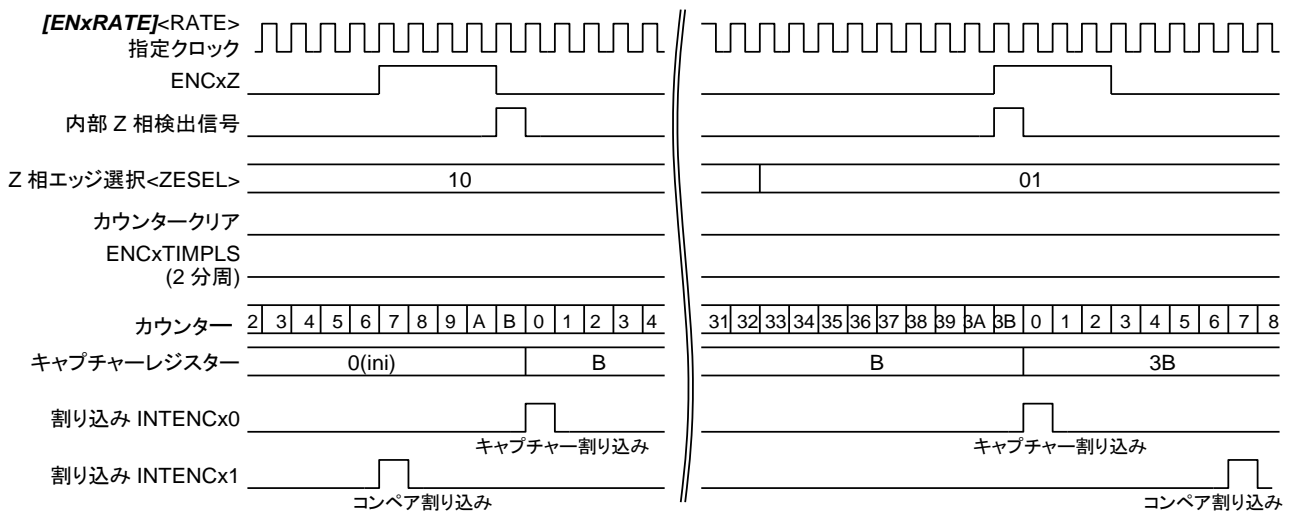 [ENxRATE]<RATE>
指定クロック
ENCxZ
内部 Z 相検出信号
Z 相エッジ選択<ZESEL> 10 01
カウンタークリア
ENCxTIMPLS
(2 分周)
カウンター 2 3 4 5 6 7 8 9 A B 0 1 2 3 4 31 32 33 34 35 36 37 38 39 3A 3B 0 1 2 3 4 5 6 7 8
キャプチャーレジスター 0(ini) B B 3B
割り込み INTENCx0
キャプチャー割り込み キャプチャー割り込み
割り込み INTENCx1
コンペア割り込み コンペア割り込み